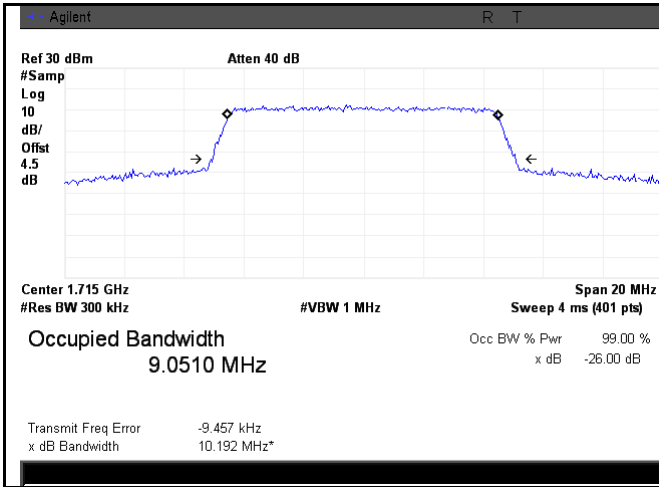 Agilent R T
Ref 30 dBm Atten 40 dB
#Samp
Log
10
dB/
Offst
4.5
dB
Center 1.715 GHz Span 20 MHz
#Res BW 300 kHz #VBW 1 MHz Sweep 4 ms (401 pts)
Occupied Bandwidth Occ BW % Pwr 99.00 %
9.0510 MHz x dB -26.00 dB
Transmit Freq Error -9.457 kHz
x dB Bandwidth 10.192 MHz*